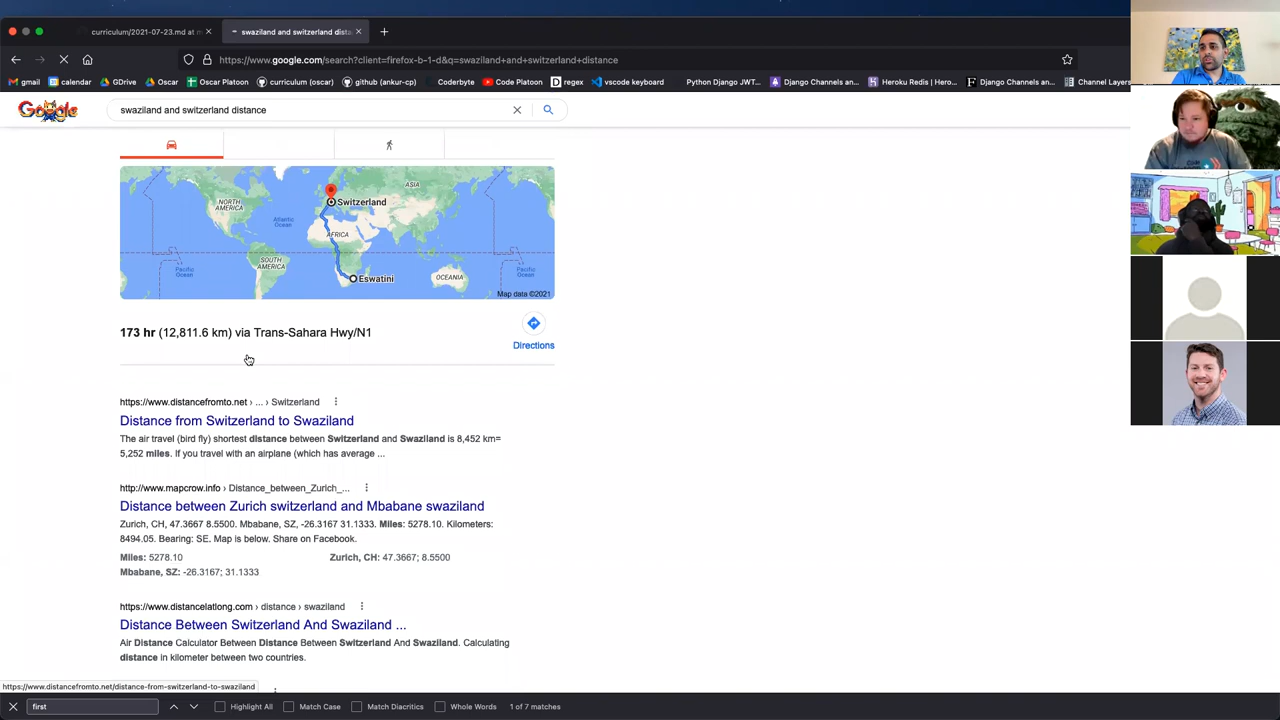 curriculum/2021-07-23.md at m
swaziland and switzerland dista
https://www.google.com/search?client=firefox-b-1-d&q=swaziland+and+switzerland+distance
gmail
calendar
GDrive
Oscar
Oscar Platoon
curriculum (oscar)
github (ankur-cp)
Coderbyte
Code Platoon
regex
vscode keyboard
Python Django JWT...
Django Channels an...
Heroku Redis | Hero...
Django Channels an...
Channel Layers
Google
swaziland and switzerland distance
NORTH AMERICA
Atlantic Ocean
SOUTH AMERICA
Pacific Ocean
AFRICA
Switzerland
ASIA
Eswatini
OCEANIA
Pacific Ocean
Map data ©2021
173 hr (12,811.6 km) via Trans-Sahara Hwy/N1
Directions
https://www.distancefromto.net › ... › Switzerland
Distance from Switzerland to Swaziland
The air travel (bird fly) shortest distance between Switzerland and Swaziland is 8,452 km=
5,252 miles. If you travel with an airplane (which has average ...
http://www.mapcrow.info › Distance_between_Zurich_...
Distance between Zurich switzerland and Mbabane swaziland
Zurich, CH, 47.3667 8.5500. Mbabane, SZ, -26.3167 31.1333. Miles: 5278.10. Kilometers:
8494.05. Bearing: SE. Map is below. Share on Facebook.
Miles: 5278.10
Zurich, CH: 47.3667; 8.5500
Mbabane, SZ: -26.3167; 31.1333
https://www.distancelatlong.com › distance › swaziland
Distance Between Switzerland And Swaziland ...
Air Distance Calculator Between Distance Between Switzerland And Swaziland. Calculating
distance in kilometer between two countries.
https://www.distancefromto.net/distance-from-switzerland-to-swaziland
first
Highlight All
Match Case
Match Diacritics
Whole Words
1 of 7 matches